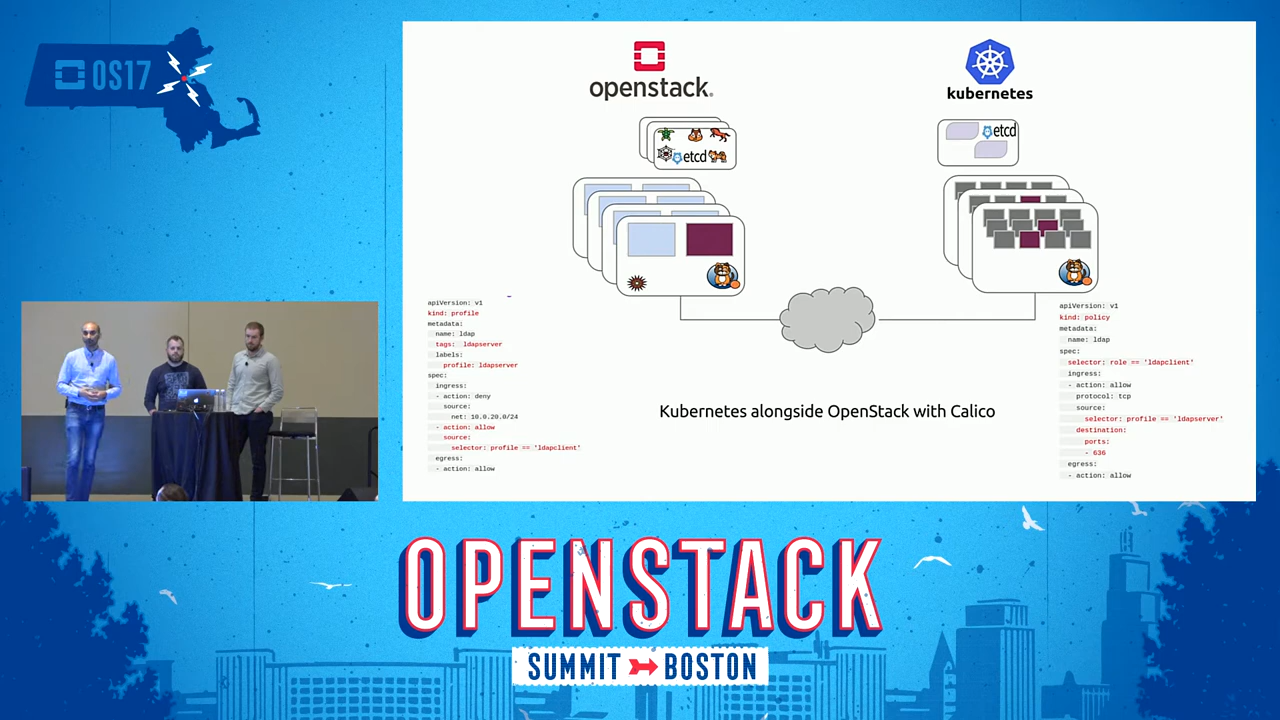 OS17
openstack.
kubernetes
etcd
etcd
apiVersion: v1
kind: profile
metadata:
name: ldap
tags: ldapserver
labels:
profile: ldapserver
spec:
ingress:
- action: deny
source:
net: 10.0.20.0/24
- action: allow
source:
selector: profile == 'ldapclient'
egress:
- action: allow
apiVersion: v1
kind: policy
metadata:
name: ldap
spec:
selector: role == 'ldapclient'
ingress:
- action: allow
protocol: tcp
source:
selector: profile == 'ldapserver'
destination:
ports:
- 636
egress:
- action: allow
Kubernetes alongside OpenStack with Calico
OPENSTACK
SUMMIT BOSTON